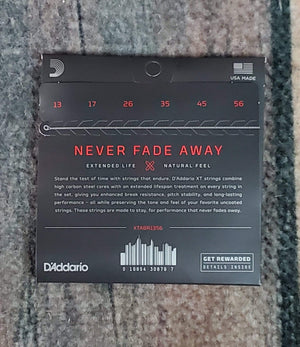 USA MADE
13 17 26 35 45 56
NEVER FADE AWAY
EXTENDED LIFE X NATURAL FEEL
Stand the test of time with strings that endure. D'Addario XT strings combine
high carbon steel cores with an extended lifespan treatment on every string in
the set, giving you enhanced break resistance, pitch stability, and long-lasting
performance – all while preserving the tone and feel of your favorite uncoated
strings. These strings are made to stay, for performance that never fades away.
XTABR1356
D'Addario
0 19954 30878 7
GET REWARDED
DETAILS INSIDE